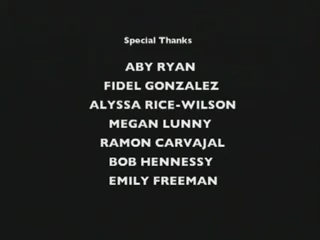 Special Thanks
ABY RYAN
FIDEL GONZALEZ
ALYSSA RICE-WILSON
MEGAN LUNNY
RAMON CARVAJAL
BOB HENNESSY
EMILY FREEMAN